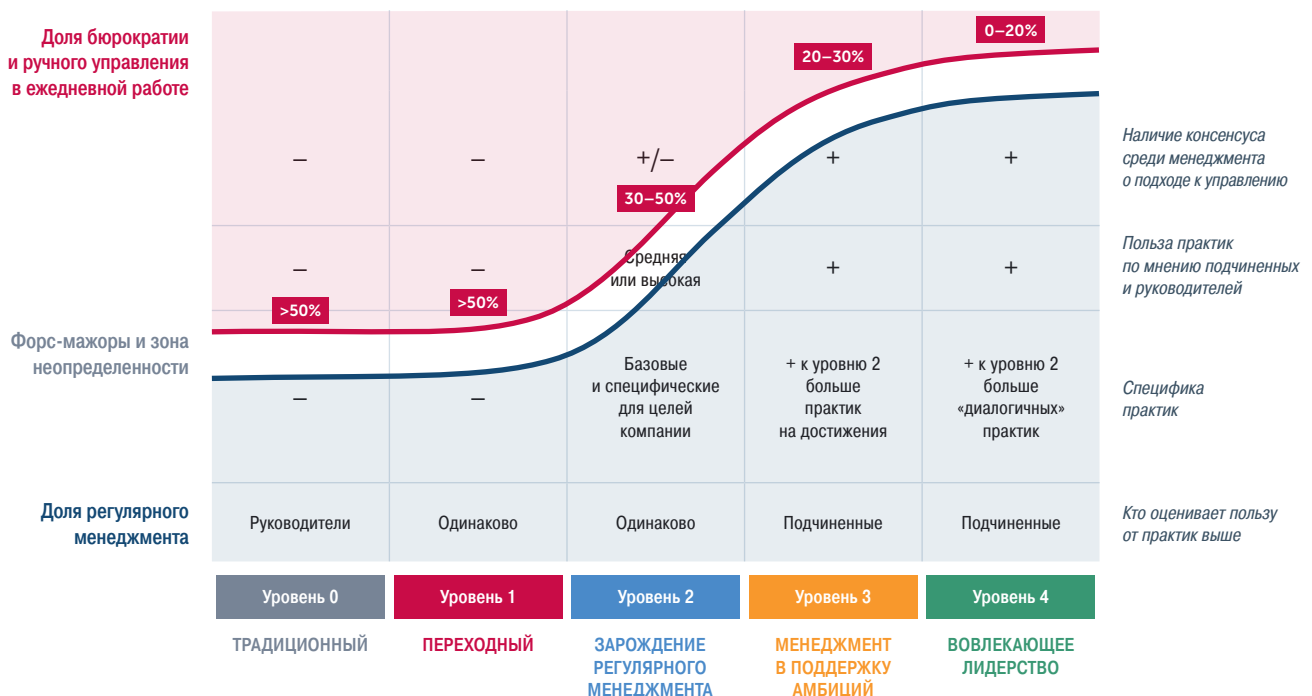 Доля бюрократии
и ручного управления
в ежедневной работе
0–20%
20–30%
–
–
+/–
+
+
Наличие консенсуса
среди менеджмента
о подходе к управлению
30–50%
–
–
Средняя
или высокая
+
+
Польза практик
по мнению подчиненных
и руководителей
>50%
>50%
Форс-мажоры и зона
неопределенности
–
–
Базовые
и специфические
для целей
компании
+ к уровню 2
больше
практик
на достижения
+ к уровню 2
больше
«диалогичных»
практик
Специфика
практик
Доля регулярного
менеджмента
Руководители
Одинаково
Одинаково
Подчиненные
Подчиненные
Кто оценивает пользу
от практик выше
Уровень 0
Уровень 1
Уровень 2
Уровень 3
Уровень 4
ТРАДИЦИОННЫЙ
ПЕРЕХОДНЫЙ
ЗАРОЖДЕНИЕ
РЕГУЛЯРНОГО
МЕНЕДЖМЕНТА
МЕНЕДЖМЕНТ
В ПОДДЕРЖКУ
АМБИЦИЙ
ВОВЛЕКАЮЩЕЕ
ЛИДЕРСТВО